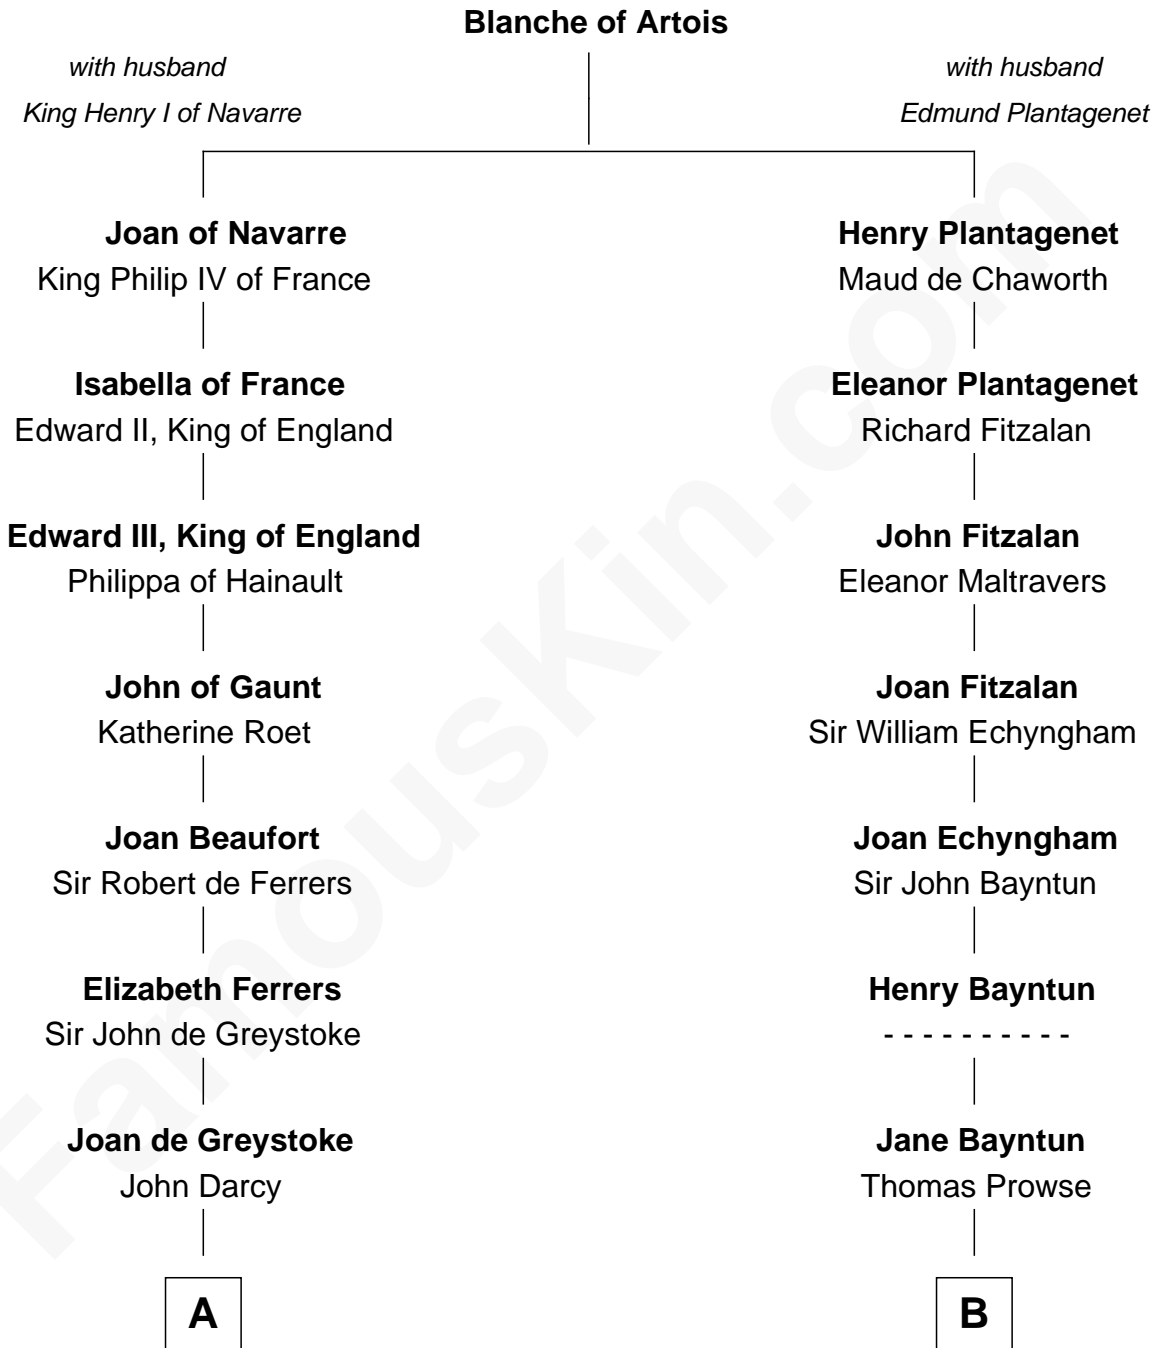 Blanche of Artois
with husband
King Henry I of Navarre
with husband
Edmund Plantagenet
Joan of Navarre
King Philip IV of France
Henry Plantagenet
Maud de Chaworth
Isabella of France
Edward II, King of England
Eleanor Plantagenet
Richard Fitzalan
Edward III, King of England
Philippa of Hainault
John Fitzalan
Eleanor Maltravers
John of Gaunt
Katherine Roet
Joan Fitzalan
Sir William Echyngham
Joan Beaufort
Sir Robert de Ferrers
Joan Echyngham
Sir John Bayntun
Elizabeth Ferrers
Sir John de Greystoke
Henry Bayntun
- - - - - - - - - -
Joan de Greystoke
John Darcy
Jane Bayntun
Thomas Prowse
A
B
FamousKin.com